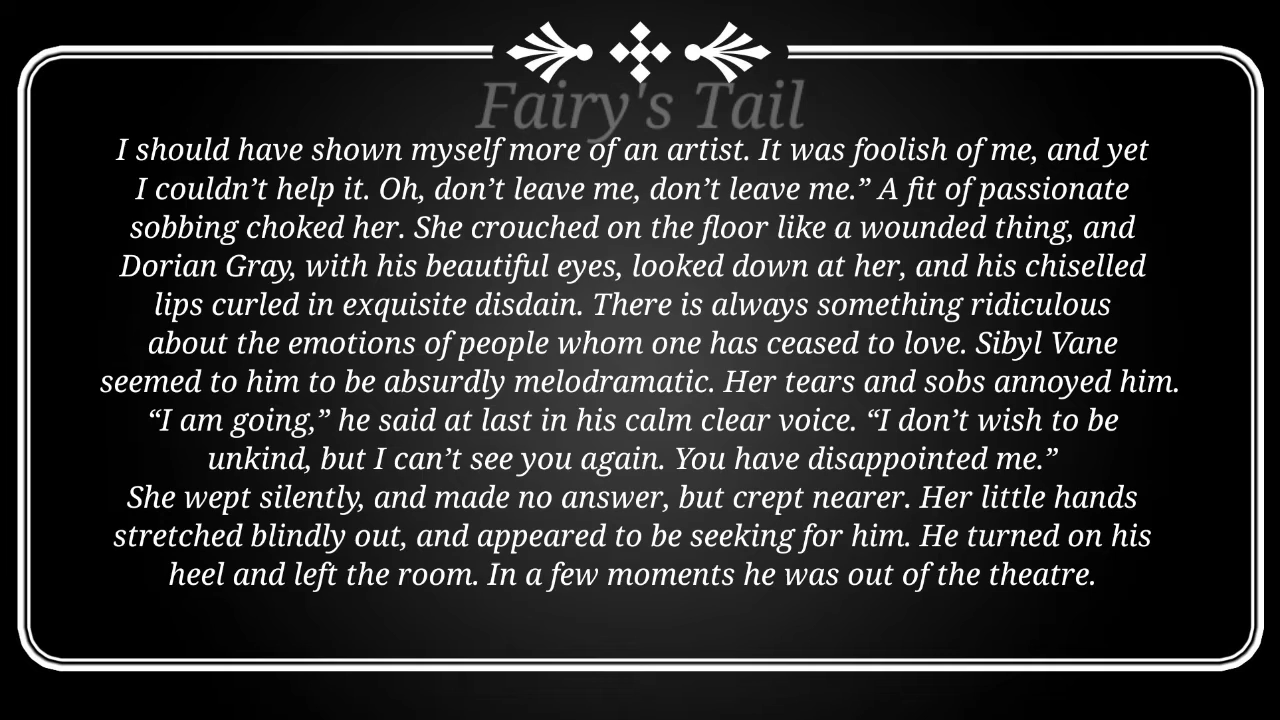 Fairy's Tail
I should have shown myself more of an artist. It was foolish of me, and yet
I couldn’t help it. Oh, don’t leave me, don’t leave me.” A fit of passionate
sobbing choked her. She crouched on the floor like a wounded thing, and
Dorian Gray, with his beautiful eyes, looked down at her, and his chiselled
lips curled in exquisite disdain. There is always something ridiculous
about the emotions of people whom one has ceased to love. Sibyl Vane
seemed to him to be absurdly melodramatic. Her tears and sobs annoyed him.
“I am going,” he said at last in his calm clear voice. “I don’t wish to be
unkind, but I can’t see you again. You have disappointed me.”
She wept silently, and made no answer, but crept nearer. Her little hands
stretched blindly out, and appeared to be seeking for him. He turned on his
heel and left the room. In a few moments he was out of the theatre.